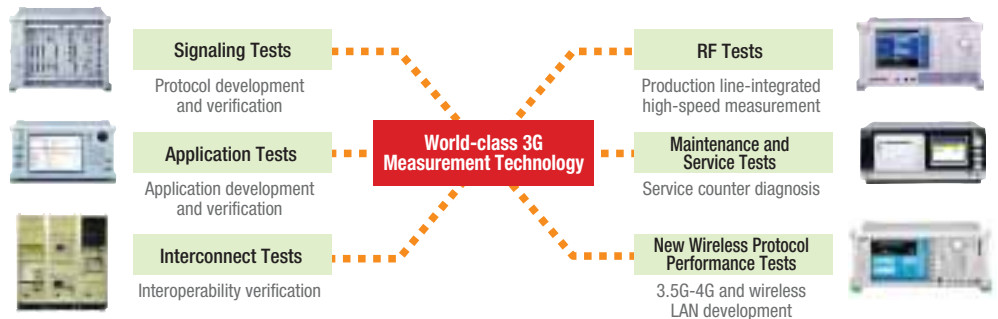 Signaling Tests
Protocol development
and verification
Application Tests
Application development
and verification
Interconnect Tests
Interoperability verification
World-class 3G
Measurement Technology
RF Tests
Production line-integrated
high-speed measurement
Maintenance and
Service Tests
Service counter diagnosis
New Wireless Protocol
Performance Tests
3.5G-4G and wireless
LAN development